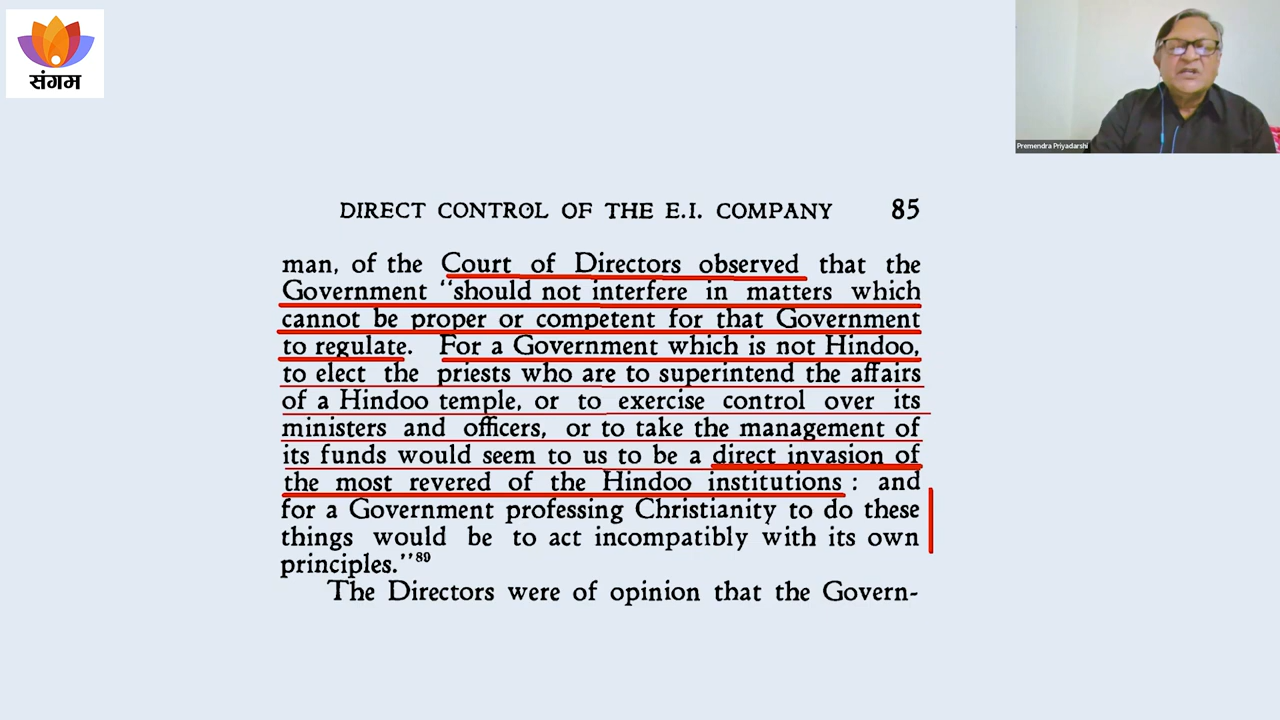 संगम
Premendra Priyadarshi
DIRECT CONTROL OF THE E.I. COMPANY 85
man, of the Court of Directors observed that the
Government “should not interfere in matters which
cannot be proper or competent for that Government
to regulate. For a Government which is not Hindoo,
to elect the priests who are to superintend the affairs
of a Hindoo temple, or to exercise control over its
ministers and officers, or to take the management of
its funds would seem to us to be a direct invasion of
the most revered of the Hindoo institutions : and
for a Government professing Christianity to do these
things would be to act incompatibly with its own
principles.”89
The Directors were of opinion that the Govern-